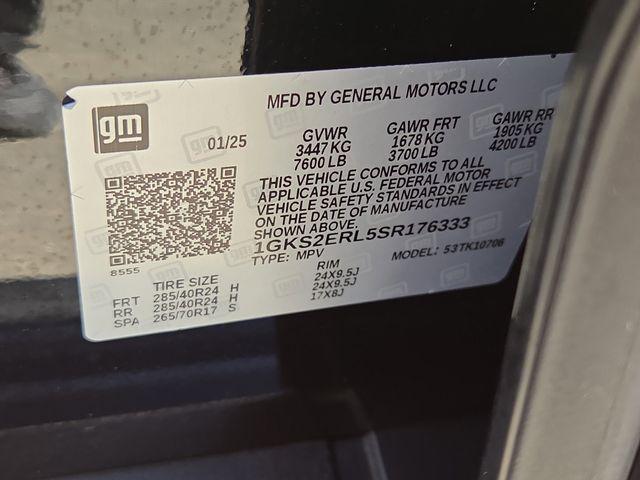 MFD BY GENERAL MOTORS LLC
gm
01/25
GVWR GAWR FRT GAWR RR
3447 KG 1678 KG 1905 KG
7600 LB 3700 LB 4200 LB
THIS VEHICLE CONFORMS TO ALL
APPLICABLE U.S. FEDERAL MOTOR
VEHICLE SAFETY STANDARDS IN EFFECT
ON THE DATE OF MANUFACTURE
SHOWN ABOVE.
1GKS2ERL5SR176333
TYPE: MPV MODEL: 53TK10706
8555
TIRE SIZE RIM
FRT 285/40R24 H 24X9.5J
RR 285/40R24 H 24X9.5J
SPA 265/70R17 S 17X8J